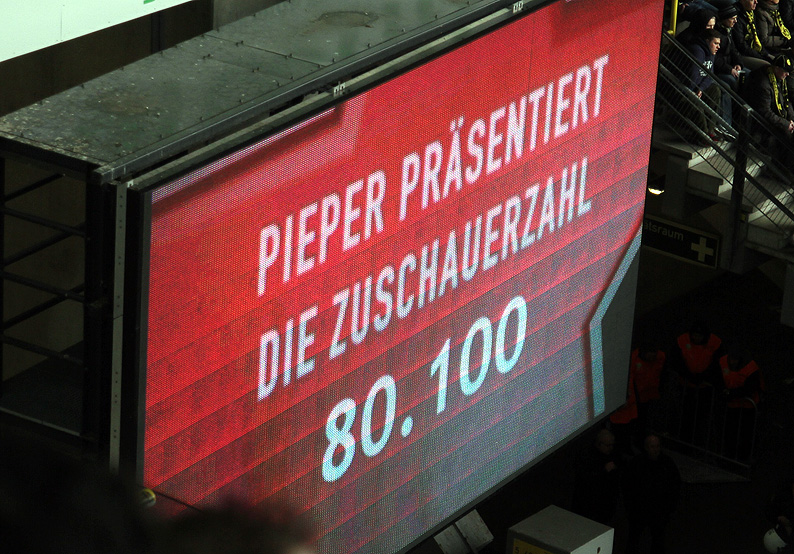 PIEPER PRÄSENTIERT
DIE ZUSCHAUERZAHL
80.100